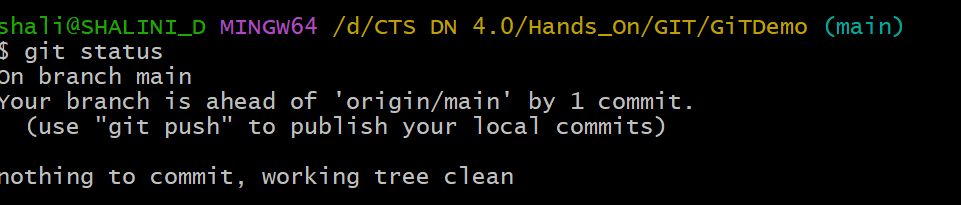 shali@SHALINI_D MINGW64 /d/CTS DN 4.0/Hands_On/GIT/GiTDemo (main)
$ git status
On branch main
Your branch is ahead of 'origin/main' by 1 commit.
  (use "git push" to publish your local commits)

nothing to commit, working tree clean